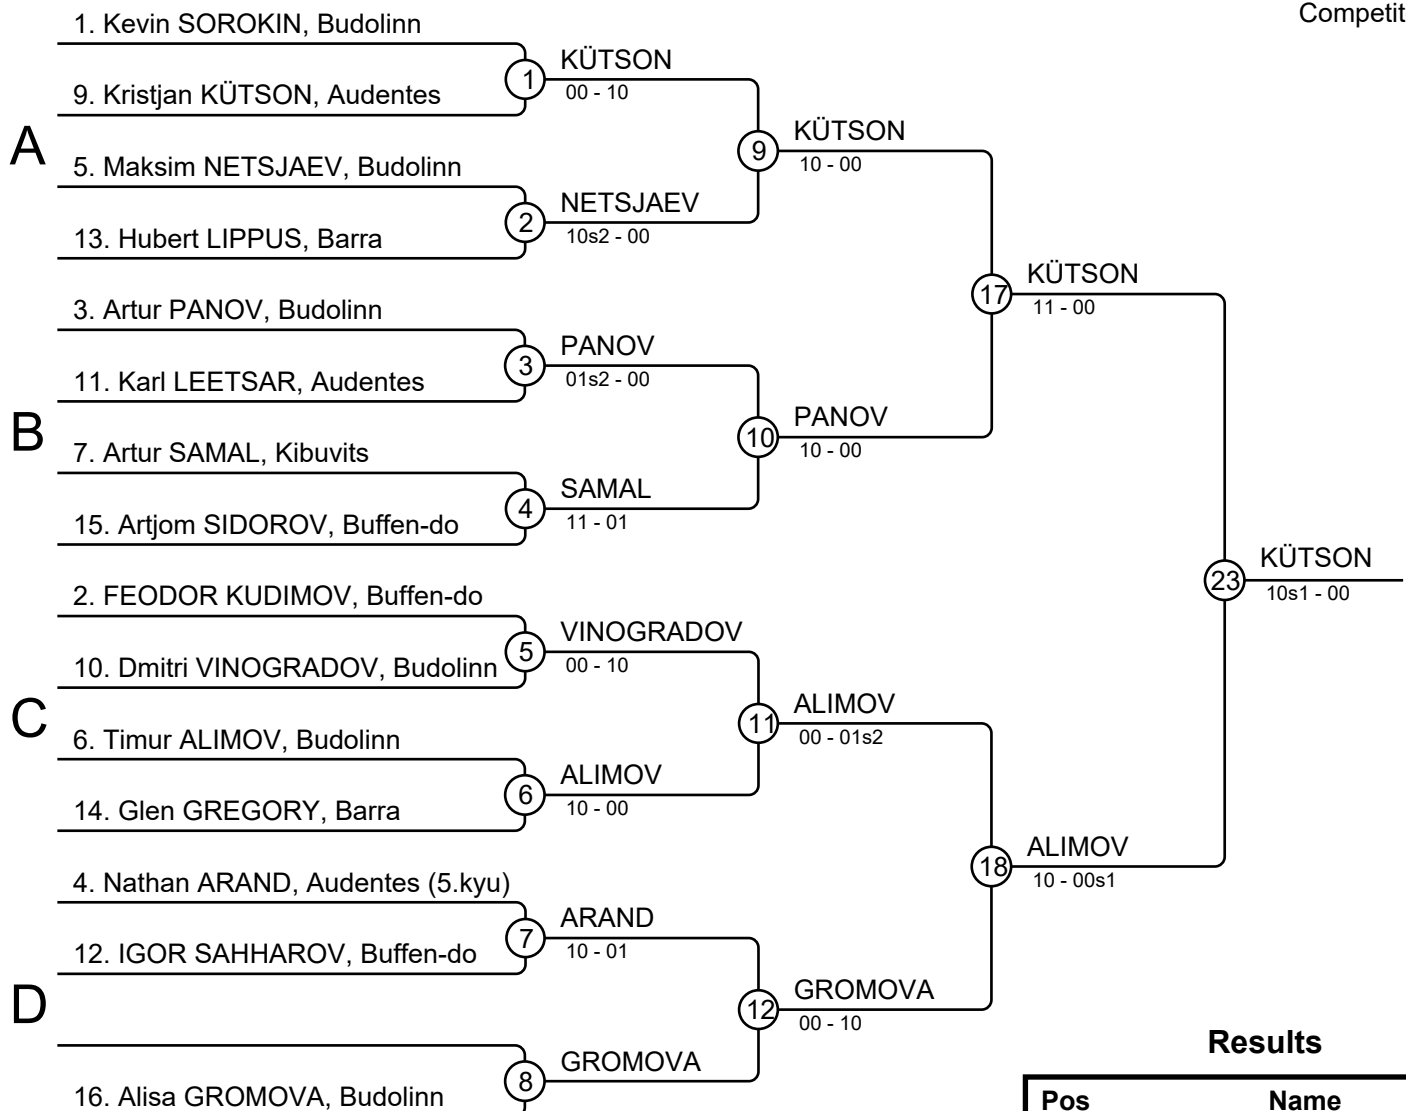 Competit
1. Kevin SOROKIN, Budolinn
KÜTSON
1
00 - 10
9. Kristjan KÜTSON, Audentes
A
KÜTSON
9
10 - 00
5. Maksim NETSJAEV, Budolinn
NETSJAEV
2
10s2 - 00
13. Hubert LIPPUS, Barra
KÜTSON
17
11 - 00
3. Artur PANOV, Budolinn
PANOV
3
01s2 - 00
11. Karl LEETSAR, Audentes
B
PANOV
10
10 - 00
7. Artur SAMAL, Kibuvits
SAMAL
4
11 - 01
15. Artjom SIDOROV, Buffen-do
KÜTSON
23
10s1 - 00
2. FEODOR KUDIMOV, Buffen-do
VINOGRADOV
5
00 - 10
10. Dmitri VINOGRADOV, Budolinn
C
ALIMOV
11
00 - 01s2
6. Timur ALIMOV, Budolinn
ALIMOV
6
10 - 00
14. Glen GREGORY, Barra
ALIMOV
18
10 - 00s1
4. Nathan ARAND, Audentes (5.kyu)
ARAND
7
10 - 01
12. IGOR SAHHAROV, Buffen-do
D
GROMOVA
12
00 - 10
GROMOVA
8
16. Alisa GROMOVA, Budolinn
Results
Pos Name